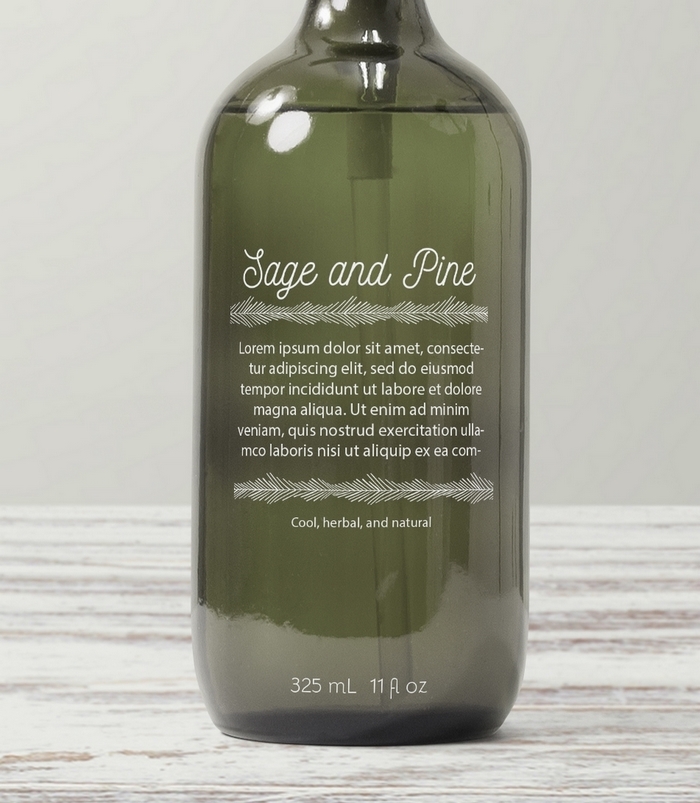 Sage and Pine
Lorem ipsum dolor sit amet, consecte-
tur adipiscing elit, sed do eiusmod
tempor incididunt ut labore et dolore
magna aliqua. Ut enim ad minim
veniam, quis nostrud exercitation ulla-
mco laboris nisi ut aliquip ex ea com-
Cool, herbal, and natural
325 mL 11 fl oz